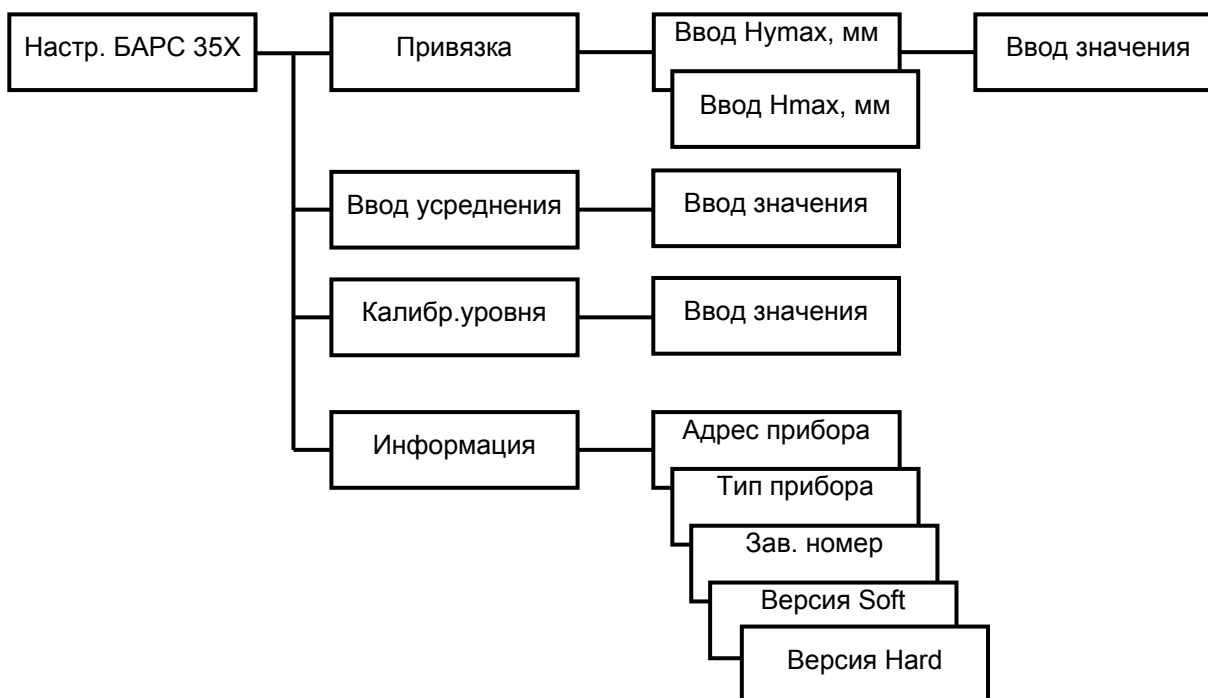 Настр. БАРС 35X
Привязка
Ввод Hymax, мм
Ввод значения
Ввод Hmax, мм
Ввод усреднения
Ввод значения
Калибр.уровня
Ввод значения
Информация
Адрес прибора
Тип прибора
Зав. номер
Версия Soft
Версия Hard